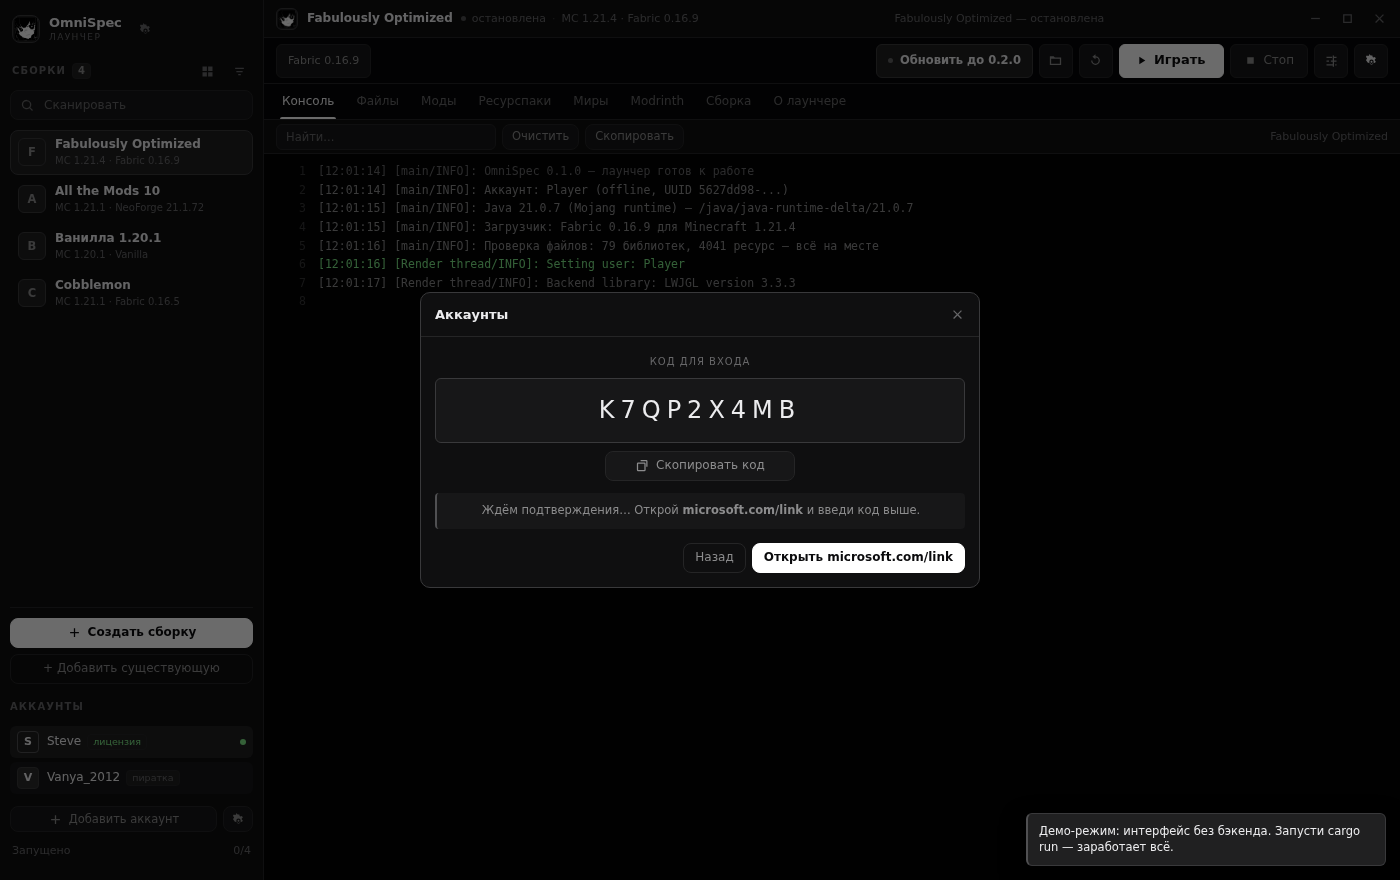 OmniSpec
ЛАУНЧЕР
Fabulously Optimized
остановлена · MC 1.21.4 · Fabric 0.16.9
Fabulously Optimized — остановлена
СБОРКИ 4
Сканировать
F
Fabulously Optimized
MC 1.21.4 · Fabric 0.16.9
A
All the Mods 10
MC 1.21.1 · NeoForge 21.1.72
B
Ванилла 1.20.1
MC 1.20.1 · Vanilla
C
Cobblemon
MC 1.21.1 · Fabric 0.16.5
+ Создать сборку
+ Добавить существующую
АККАУНТЫ
S Steve лицензия
V Vanya_2012 пиратка
+ Добавить аккаунт
Запущено 0/4
Fabric 0.16.9
Обновить до 0.2.0
Играть
Стоп
Консоль Файлы Моды Ресурспаки Миры Modrinth Сборка О лаунчере
Найти...
Очистить
Скопировать
Fabulously Optimized
1 [12:01:14] [main/INFO]: OmniSpec 0.1.0 — лаунчер готов к работе
2 [12:01:14] [main/INFO]: Аккаунт: Player (offline, UUID 5627dd98-...)
3 [12:01:15] [main/INFO]: Java 21.0.7 (Mojang runtime) — /java/java-runtime-delta/21.0.7
4 [12:01:15] [main/INFO]: Загрузчик: Fabric 0.16.9 для Minecraft 1.21.4
5 [12:01:16] [main/INFO]: Проверка файлов: 79 библиотек, 4041 ресурс — всё на месте
6 [12:01:16] [Render thread/INFO]: Setting user: Player
7 [12:01:17] [Render thread/INFO]: Backend library: LWJGL version 3.3.3
8
Аккаунты
КОД ДЛЯ ВХОДА
K7QP2X4MB
Скопировать код
Ждём подтверждения... Открой microsoft.com/link и введи код выше.
Назад
Открыть microsoft.com/link
Демо-режим: интерфейс без бэкенда. Запусти cargo
run — заработает всё.